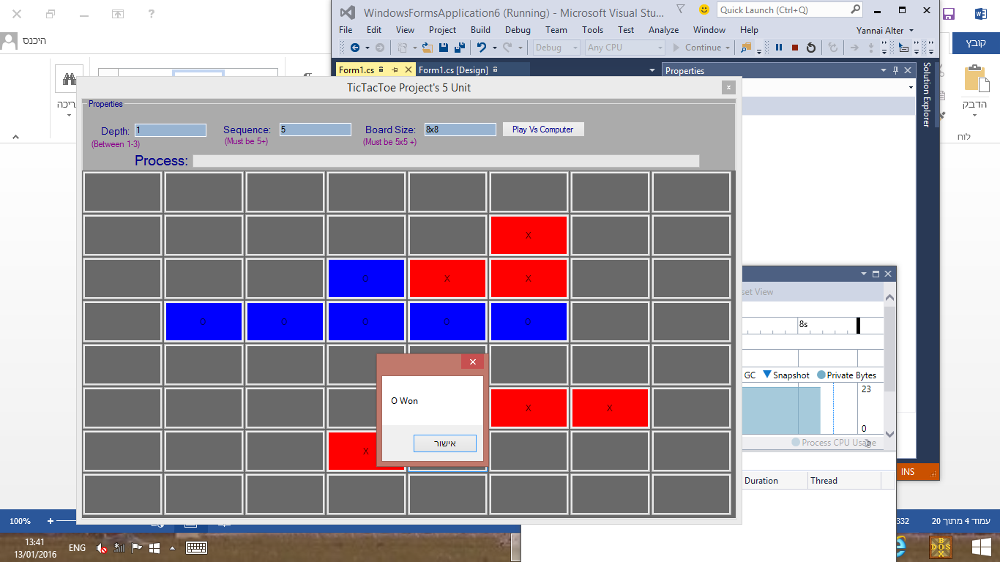 WindowsFormsApplication6 (Running) - Microsoft Visual Stu...
Quick Launch (Ctrl+Q)
היכנס
File Edit View Project Build Debug Team Tools Test Analyze Window Help
Yannai Alter
קובץ
Debug Any CPU Continue
Form1.cs Form1.cs [Design] Properties
Solution Explorer
TicTacToe Project's 5 Unit
הדבק
לוח
Properties
Depth: 1 Sequence: 5 Board Size: 8x8 Play Vs Computer
(Between 1-3) (Must be 5+) (Must be 5x5 +)
Process:
X
O X X
O O O O O
X X
X
O Won
אישור
set View
8s
GC Snapshot Private Bytes
23
0
Process CPU Usage
INS
Duration Thread
100%
332
עמוד 4 מתוך 20
13:41
13/01/2016
ENG
BOX
DOS